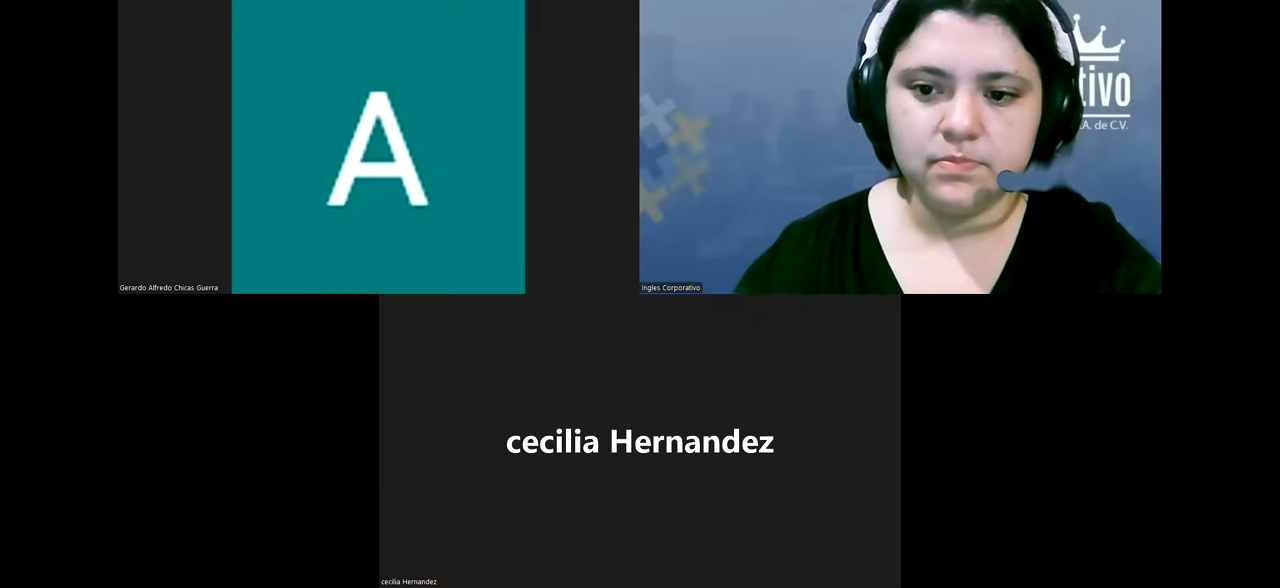 A
Gerardo Alfredo Chicas Guerra
tivo
.A. de C.V.
Ingles Corporativo
cecilia Hernandez
cecilia Hernandez